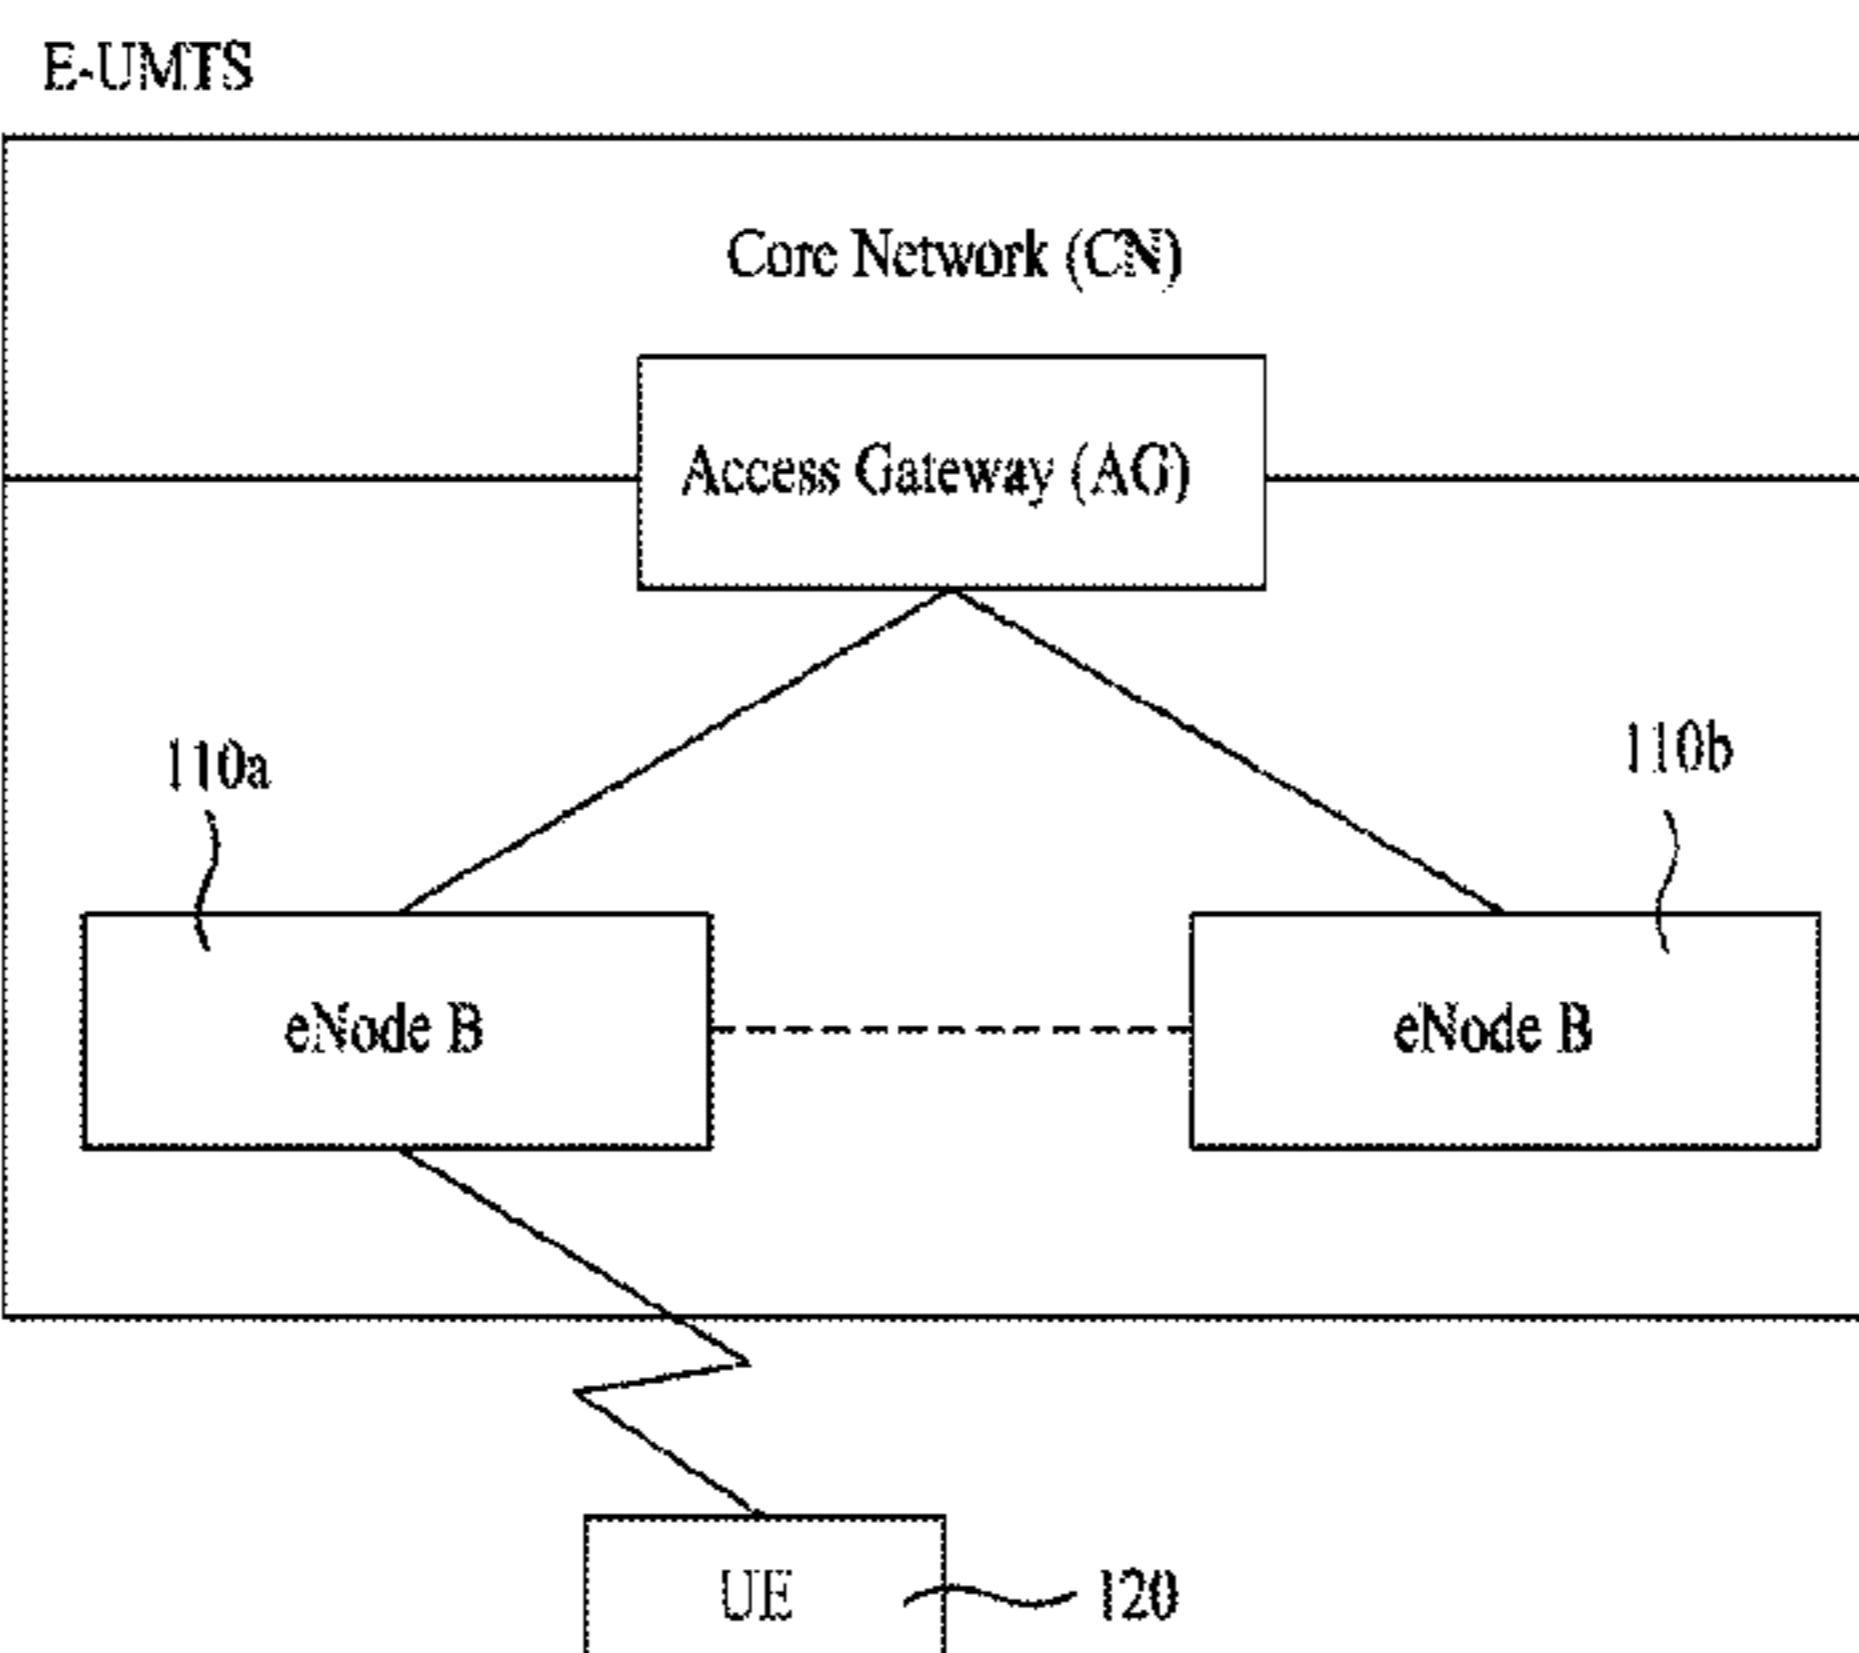 E-UMTS
Core Network (CN)
Access Gateway (AG)
110a
110b
eNode B
eNode B
UE
120